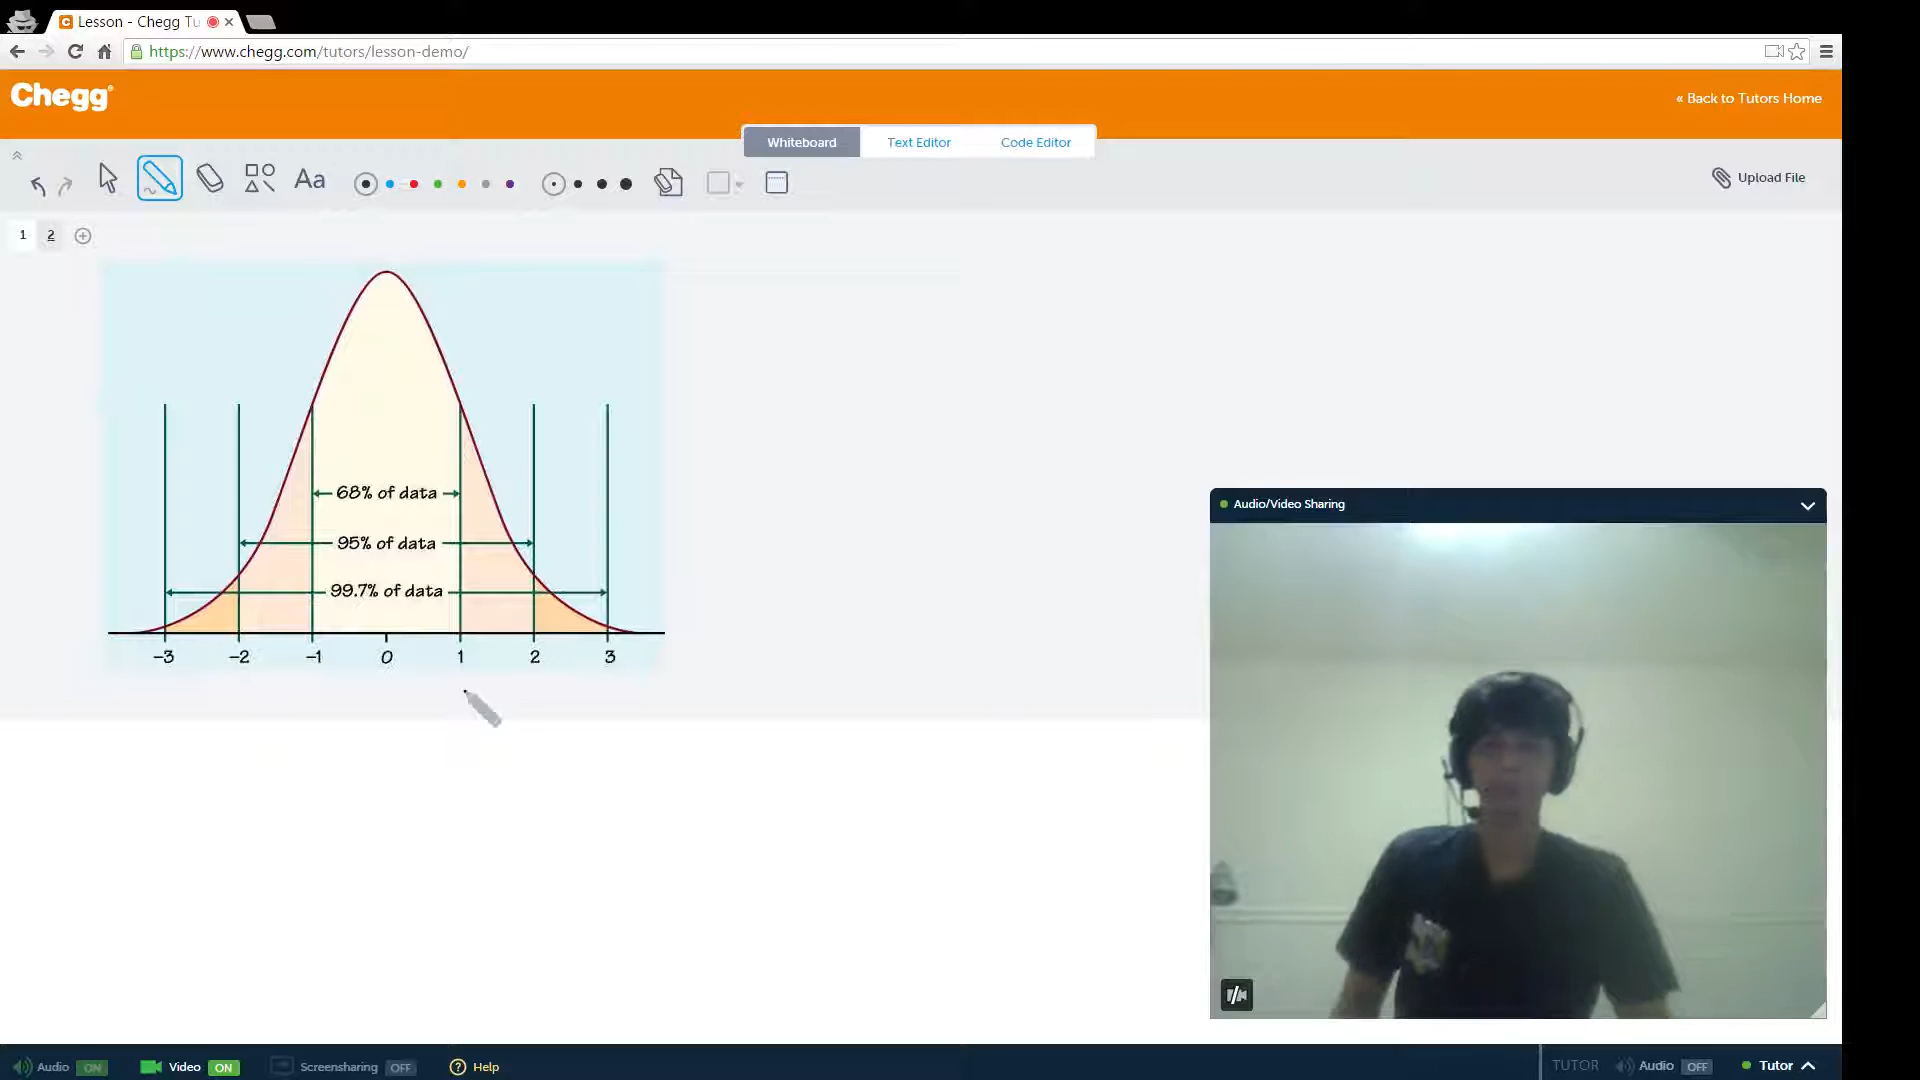 Lesson - Chegg Tu
https://www.chegg.com/tutors/lesson-demo/
Chegg®
« Back to Tutors Home
Whiteboard Text Editor Code Editor
Aa
Upload File
1 2
68% of data
95% of data
99.7% of data
-3 -2 -1 0 1 2 3
Audio/Video Sharing
Audio ON Video ON Screensharing OFF ? Help TUTOR Audio OFF Tutor